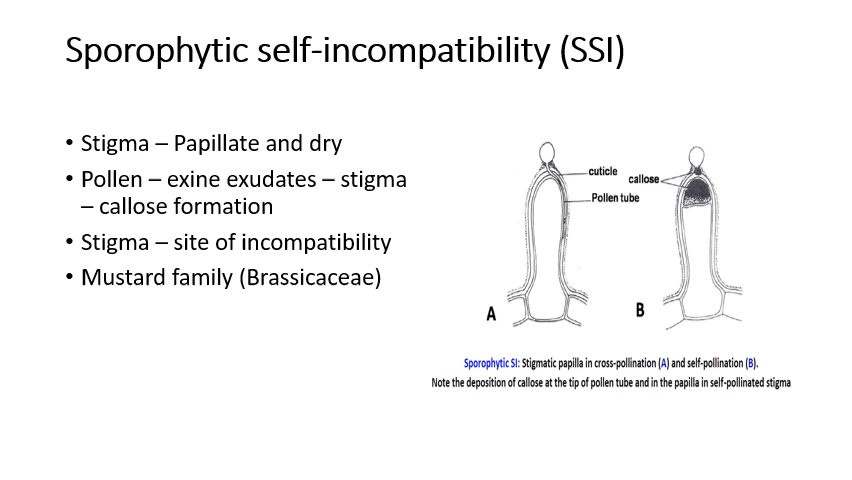 Sporophytic self-incompatibility (SSI)
• Stigma – Papillate and dry
• Pollen – exine exudates – stigma
– callose formation
• Stigma – site of incompatibility
• Mustard family (Brassicaceae)
cuticle
callose
Pollen tube
A
B
Sporophytic SI: Stigmatic papilla in cross-pollination (A) and self-pollination (B).
Note the deposition of callose at the tip of pollen tube and in the papilla in self-pollinated stigma